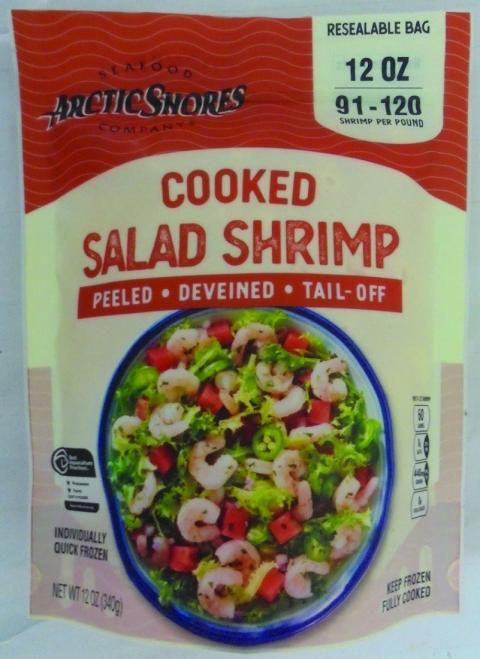 RESEALABLE BAG
12 OZ
91-120
SHRIMP PER POUND
SEAFOOD
ARCTIC SHORES
COMPANY
COOKED
SALAD SHRIMP
PEELED • DEVEINED • TAIL-OFF
INDIVIDUALLY
QUICK FROZEN
NET WT 12 OZ (340g)
KEEP FROZEN
FULLY COOKED